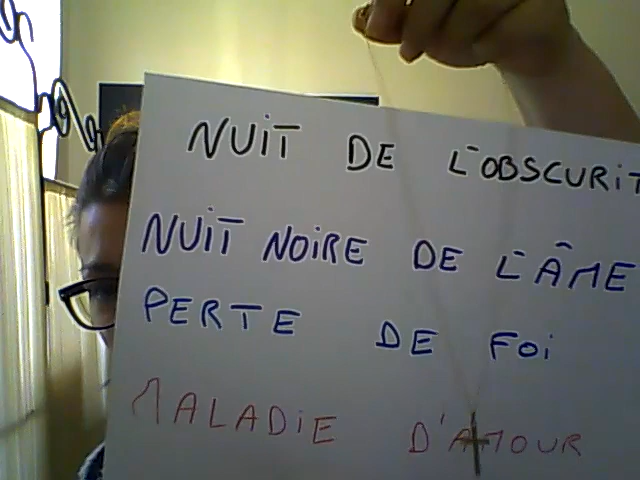 NUIT DE L'OBSCURIT
NUIT NOIRE DE L'ÂME
PERTE DE FOI
MALADIE D'AMOUR